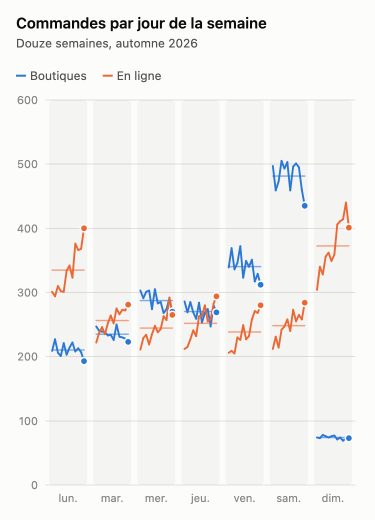 Commandes par jour de la semaine
Douze semaines, automne 2026
Boutiques En ligne
600
500
400
300
200
100
0
lun. mar. mer. jeu. ven. sam. dim.